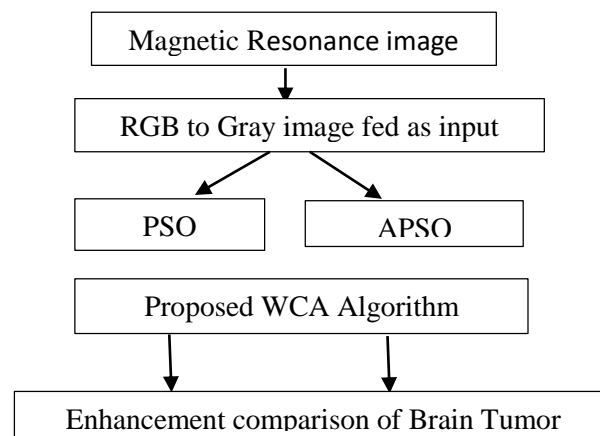 Magnetic Resonance image
RGB to Gray image fed as input
PSO
APSO
Proposed WCA Algorithm
Enhancement comparison of Brain Tumor